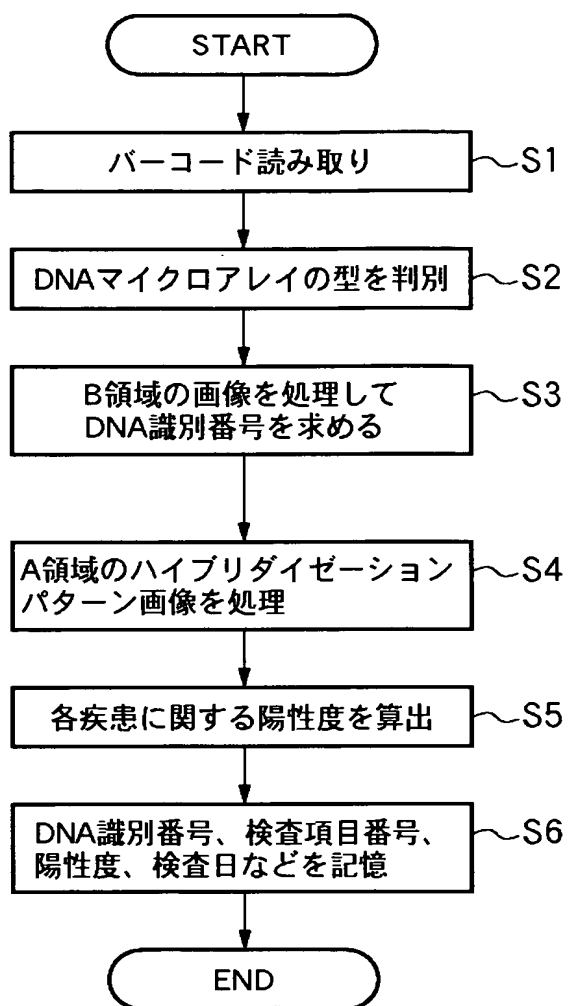 START
バーコード読み取り
S1
DNAマイクロアレイの型を判別
S2
B領域の画像を処理して
DNA識別番号を求める
S3
A領域のハイブリダイゼーション
パターン画像を処理
S4
各疾患に関する陽性度を算出
S5
DNA識別番号、検査項目番号、
陽性度、検査日などを記憶
S6
END